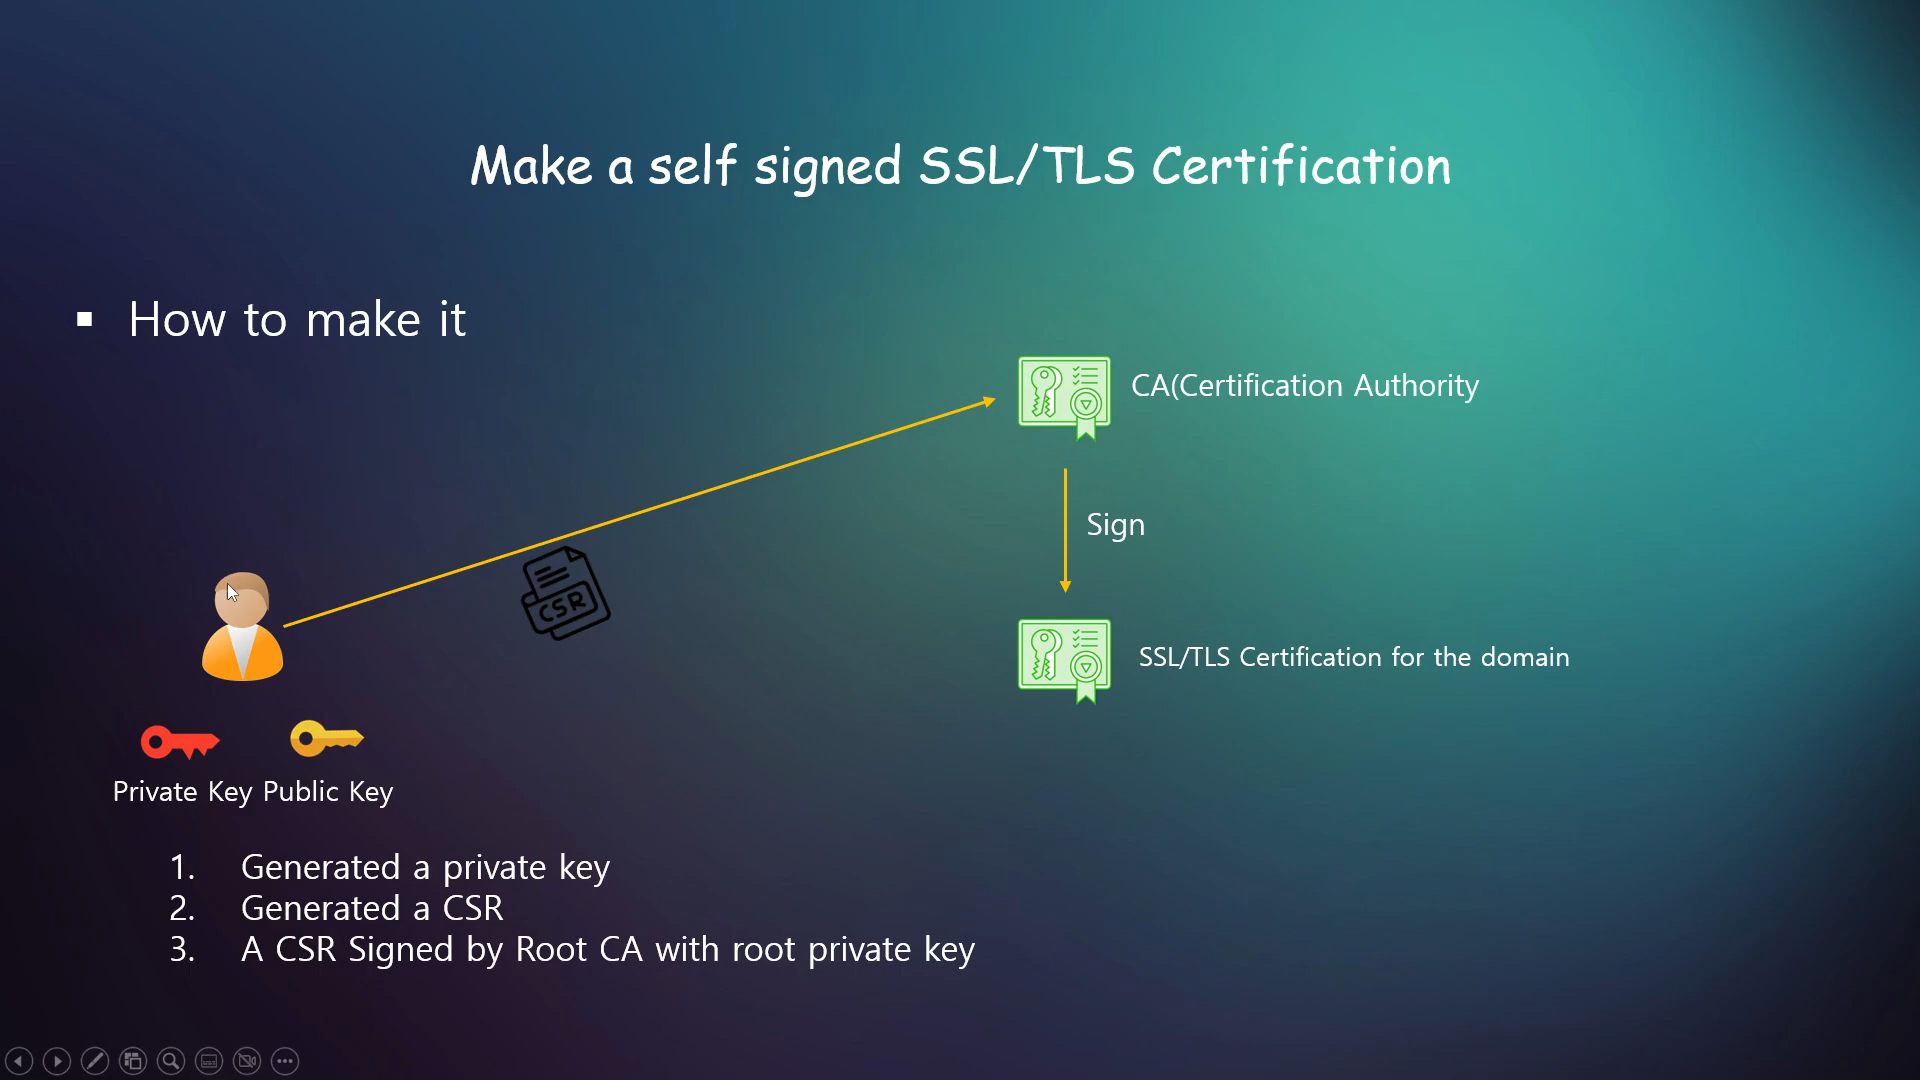 Make a self signed SSL/TLS Certification
▪ How to make it
CA(Certification Authority
Sign
CSR
SSL/TLS Certification for the domain
Private Key Public Key
1. Generated a private key
2. Generated a CSR
3. A CSR Signed by Root CA with root private key